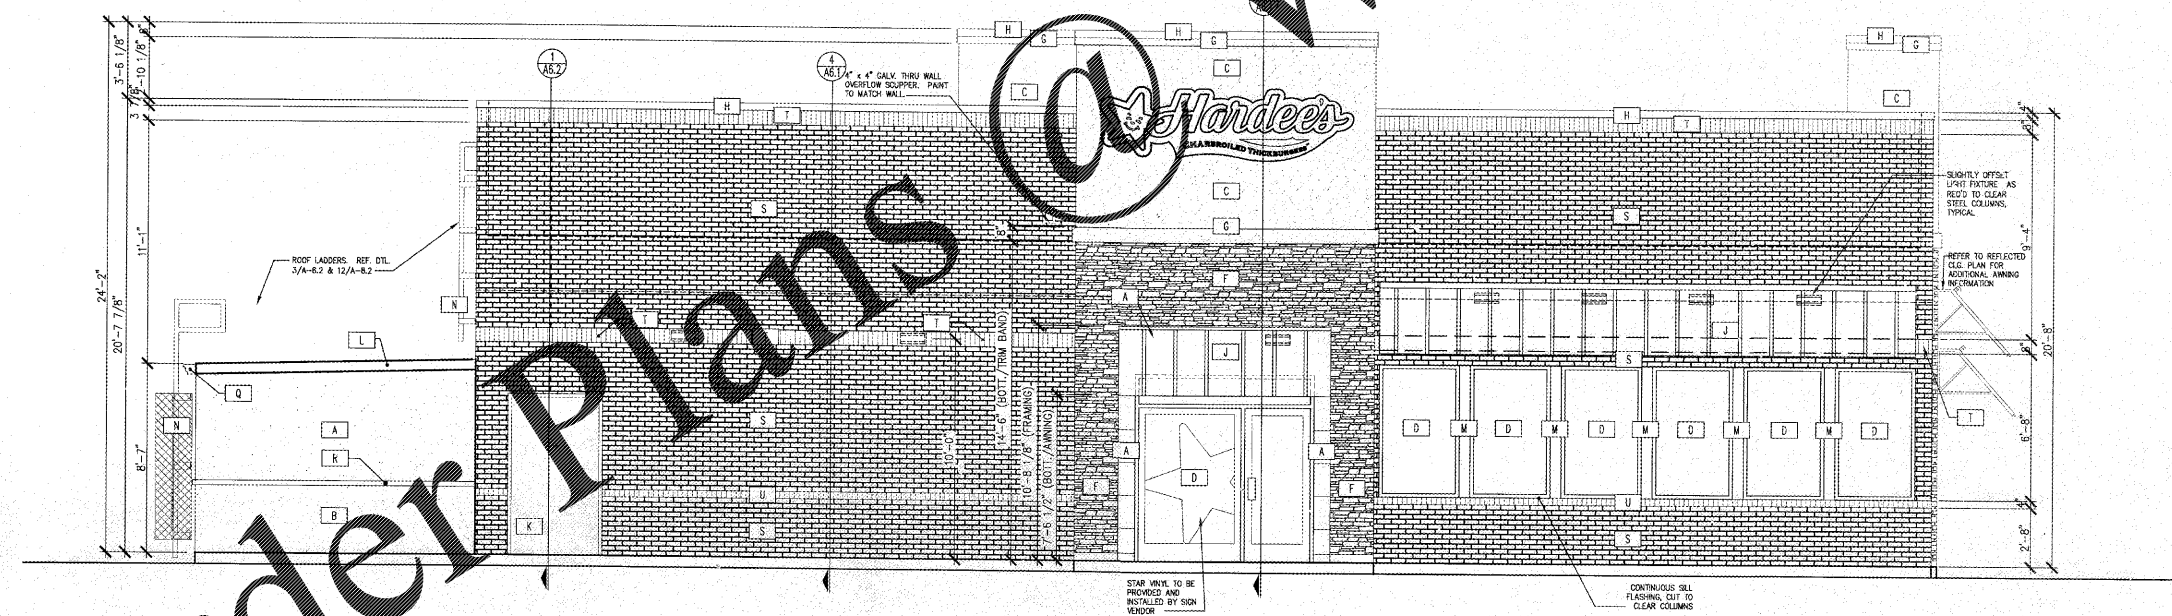 H
G
H
G
H
G
C
C
C
1
A6.2
4
A6.1
4" x 4" GALV. THRU WALL
OVERFLOW SCUPPER. PAINT
TO MATCH WALL
Hardee's
CHARBROILED THICKBURGERS
H
T
H
T
C
G
S
S
SLIGHTLY OFFSET
LIGHT FIXTURE AS
REQ'D TO CLEAR
STEEL COLUMNS,
TYPICAL
3'-6 1/8"
2'-10 1/8"
24'-2"
20'-7 7/8"
11'-1"
8'-7"
ROOF LADDERS. REF. DTL.
3/A-8.2 & 12/A-8.2
REFER TO REFLECTED
CLG. PLAN FOR
ADDITIONAL AWNING
INFORMATION
9'-4"
20'-8"
8"
6'-8"
4"
2'-8"
8"
N
L
Q
N
A
R
B
K
T
T
S
U
S
F
A
J
J
S
A
A
F
F
D
D
M
D
M
D
M
D
M
D
M
D
T
U
S
10'-0"
14'-6" (BOTT./TRIM BAND)
10'-8 1/8" (FRAMING)
7'-6 1/2" (BOTT./AWNING)
STAR VINYL TO BE
PROVIDED AND
INSTALLED BY SIGN
VENDOR
CONTINUOUS SILL
FLASHING, CUT TO
CLEAR COLUMNS
der Plans @ w